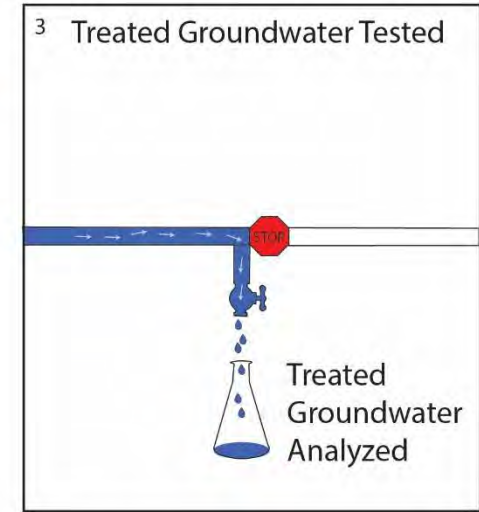 3 Treated Groundwater Tested
STOP
Treated
Groundwater
Analyzed